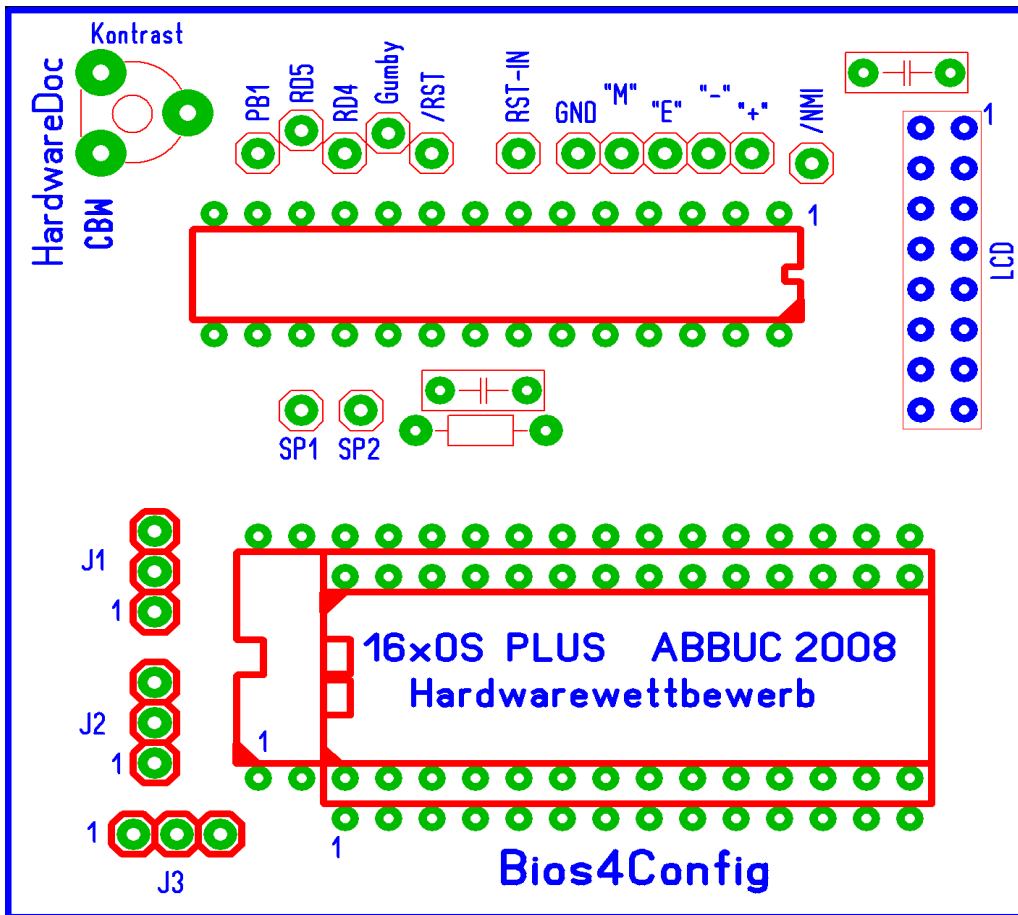 Kontrast
HardwareDoc
CBW
PB1
RD5
RD4
Gumby
/RST
RST-IN
GND
"M"
"E"
"-"
"+"
/NMI
1
LCD
1
SP1
SP2
J1
1
J2
1
1
J3
16xOS PLUS ABBUC 2008
Hardwarewettbewerb
1
1
Bios4Config